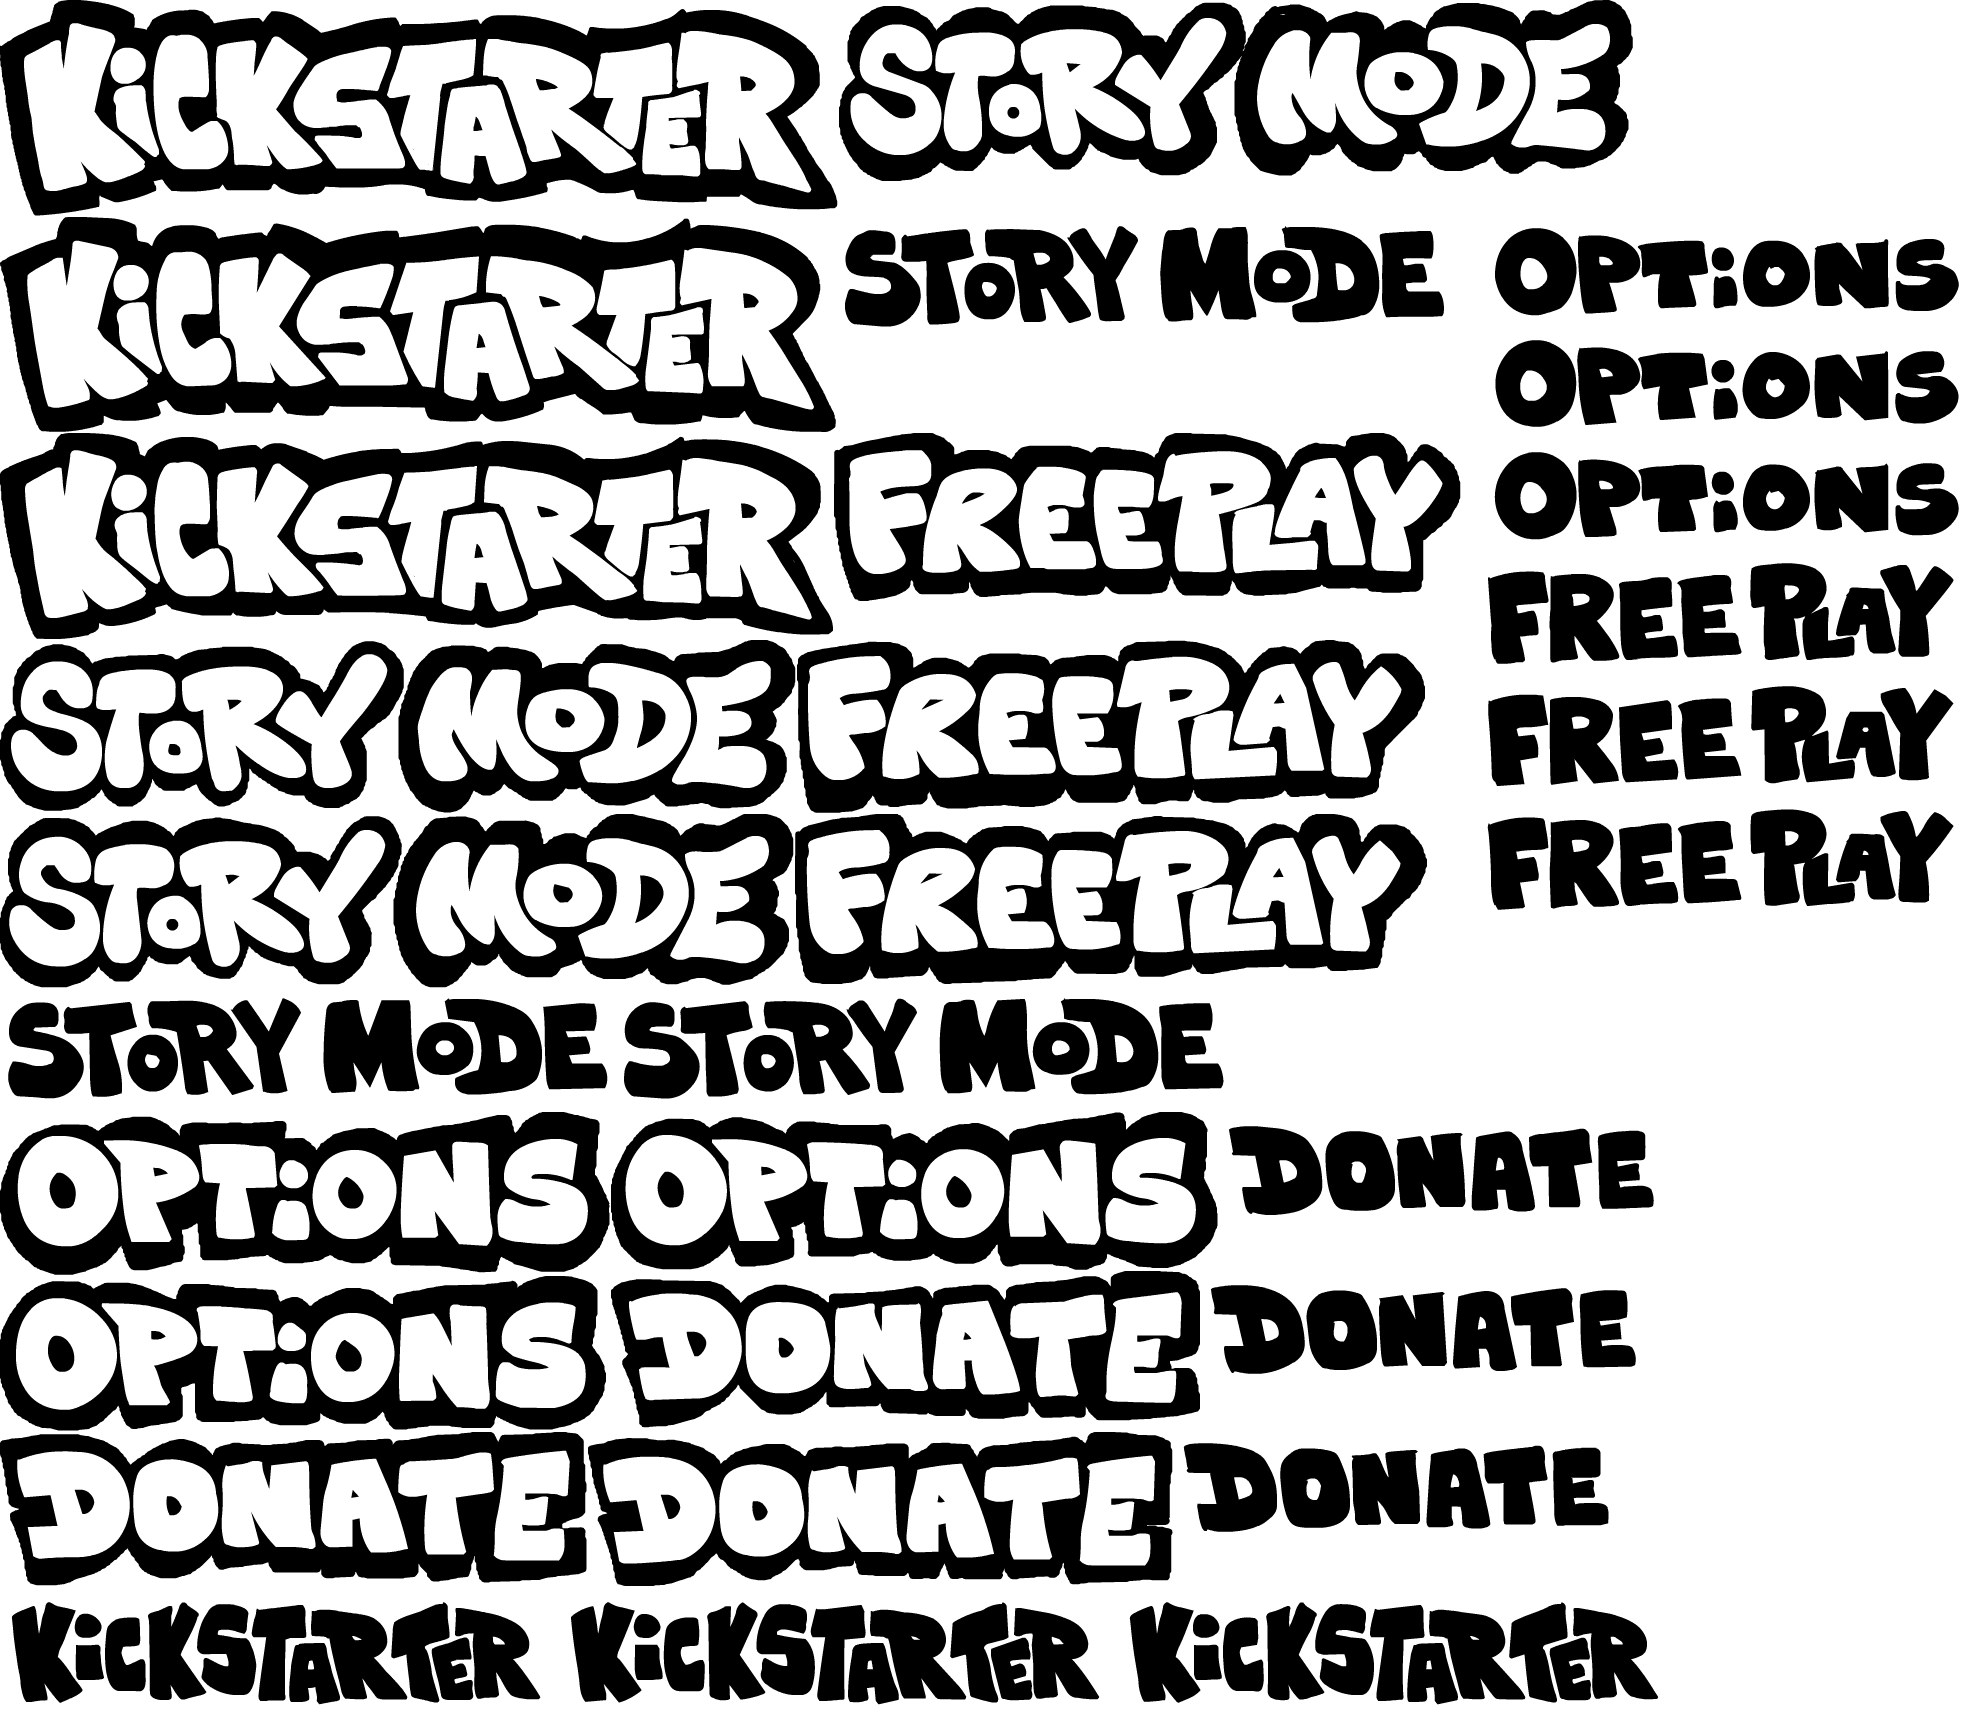 KiCKSTARTER STORY MODE
KiCKSTARTER STORY MODE OPTiONS
OPTiONS
KiCKSTARTER FREEPLAY OPTiONS
FREE PLAY
STORY MODE FREEPLAY FREE PLAY
STORY MODE FREEPLAY FREE PLAY
STORY MODE STORY MODE
OPTiONS OPTiONS DONATE
OPTiONS DONATE DONATE
DONATE DONATE DONATE
KiCKSTARTER KiCKSTARTER KiCKSTARTER